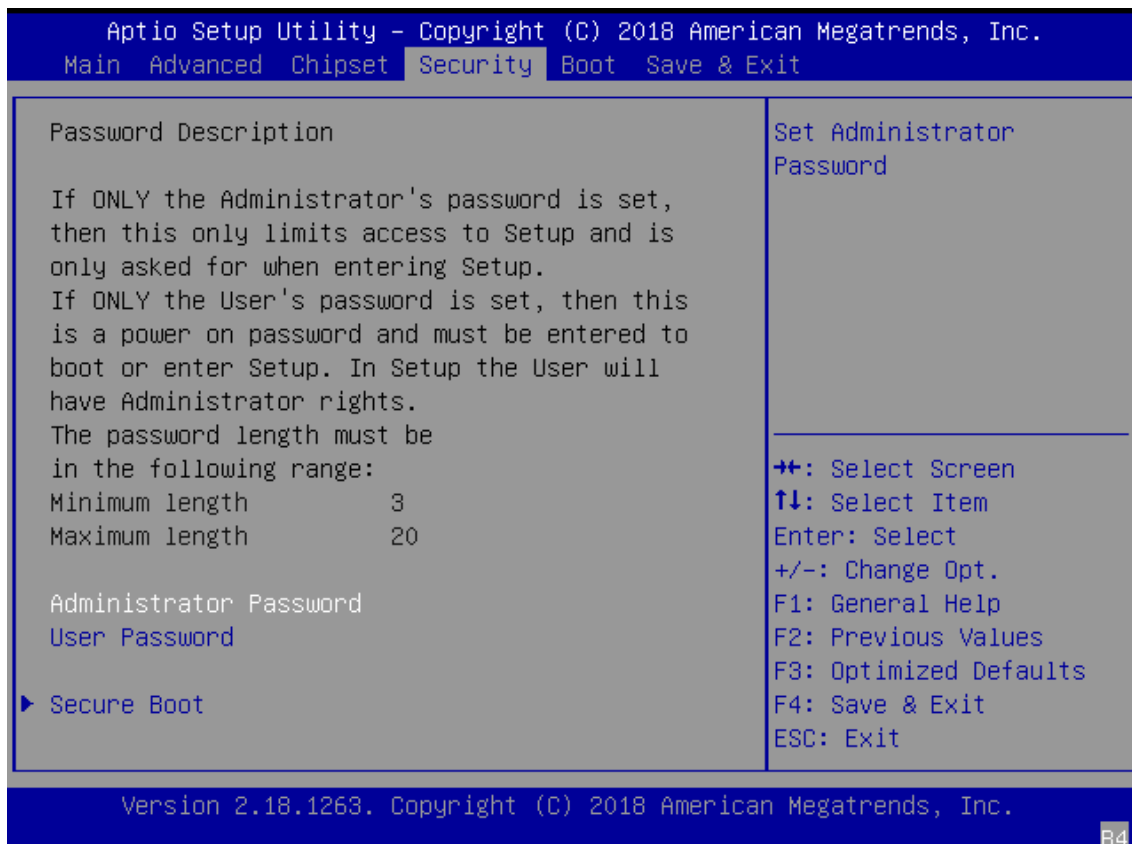 Aptio Setup Utility – Copyright (C) 2018 American Megatrends, Inc.
Main Advanced Chipset Security Boot Save & Exit
Password Description
If ONLY the Administrator's password is set,
then this only limits access to Setup and is
only asked for when entering Setup.
If ONLY the User's password is set, then this
is a power on password and must be entered to
boot or enter Setup. In Setup the User will
have Administrator rights.
The password length must be
in the following range:
Minimum length 3
Maximum length 20
Administrator Password
User Password
Secure Boot
Set Administrator
Password
→←: Select Screen
↑↓: Select Item
Enter: Select
+/-: Change Opt.
F1: General Help
F2: Previous Values
F3: Optimized Defaults
F4: Save & Exit
ESC: Exit
Version 2.18.1263. Copyright (C) 2018 American Megatrends, Inc.
B4